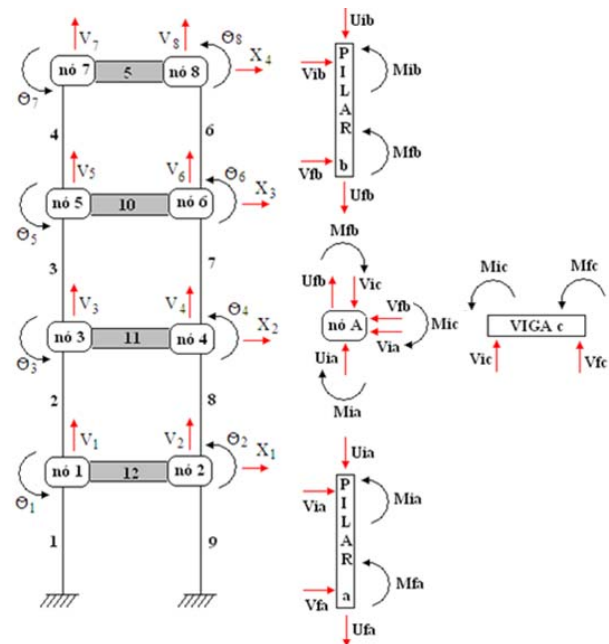 V₇
V₈
Θ₈
X₄
nó 7
5
nó 8
Θ₇
4
6
V₅
V₆
Θ₆
X₃
nó 5
10
nó 6
Θ₅
3
7
V₃
V₄
Θ₄
X₂
nó 3
11
nó 4
Θ₃
2
8
V₁
V₂
Θ₂
X₁
nó 1
12
nó 2
Θ₁
1
9
Uib
Vib
PILAR b
Mib
Mfb
Vfb
Ufb
Mfb
Ufb
Vic
Vfb
nó A
Mic
Via
Uia
Mia
Mic
Mfc
VIGA c
Vic
Vfc
Uia
Via
PILAR a
Mia
Mfa
Vfa
Ufa